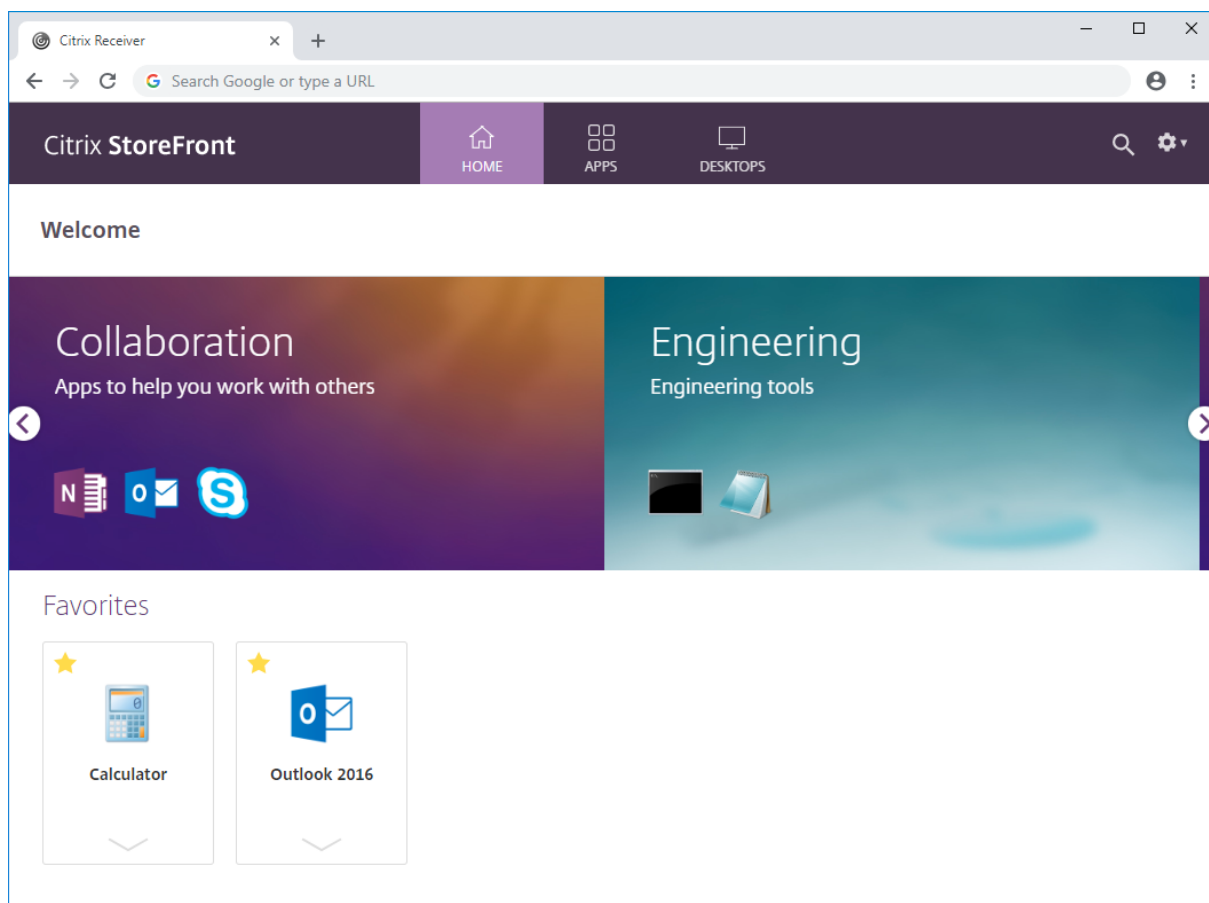 Citrix Receiver
Search Google or type a URL
Citrix StoreFront
HOME
APPS
DESKTOPS
Welcome
Collaboration
Apps to help you work with others
Engineering
Engineering tools
N
O
S
Favorites
0
Calculator
O
Outlook 2016